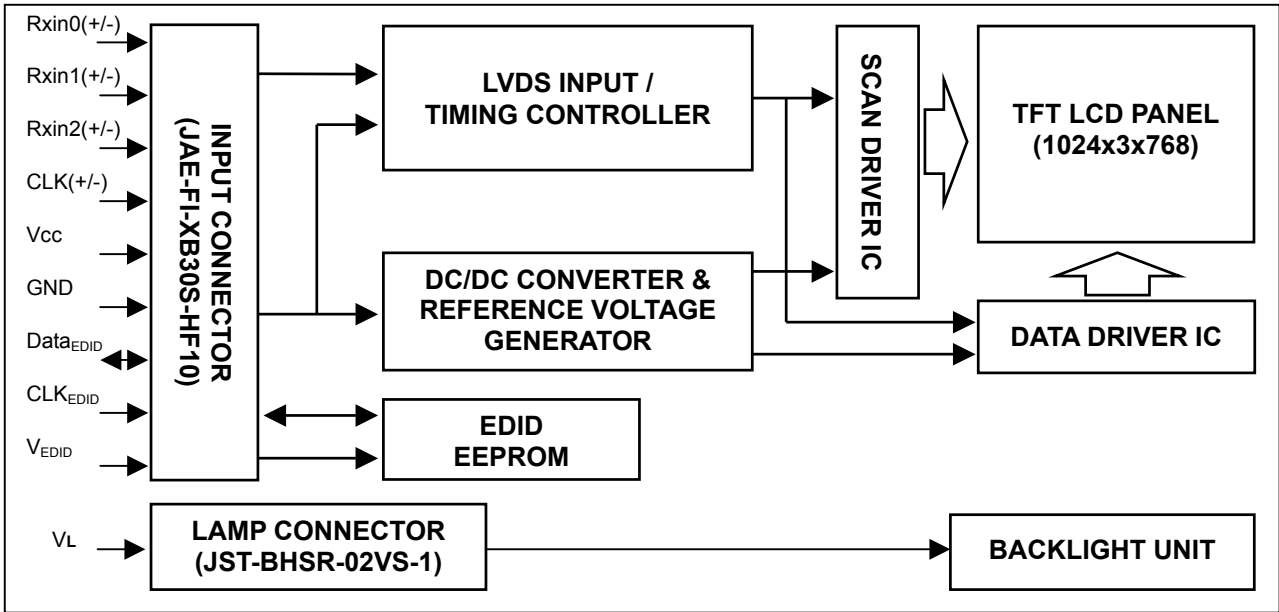 Rxin0(+/-)
Rxin1(+/-)
Rxin2(+/-)
CLK(+/-)
Vcc
GND
DataEDID
CLKEDID
VEDID
VL
INPUT CONNECTOR
(JAE-FI-XB30S-HF10)
LVDS INPUT /
TIMING CONTROLLER
DC/DC CONVERTER &
REFERENCE VOLTAGE
GENERATOR
EDID
EEPROM
LAMP CONNECTOR
(JST-BHSR-02VS-1)
SCAN DRIVER IC
TFT LCD PANEL
(1024x3x768)
DATA DRIVER IC
BACKLIGHT UNIT